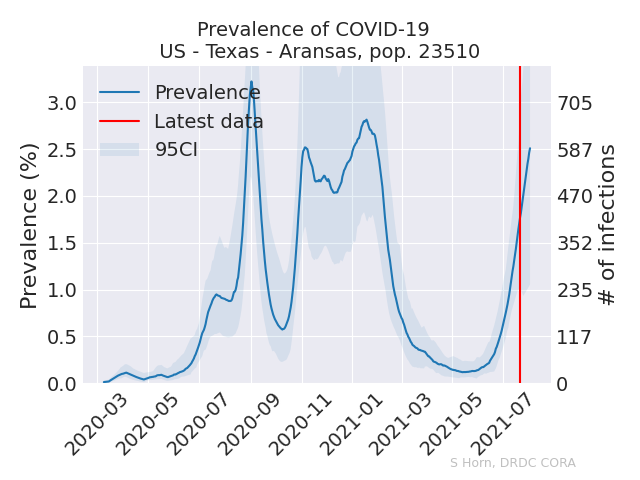 Prevalence of COVID-19
US - Texas - Aransas, pop. 23510
Prevalence
Latest data
95CI
Prevalence (%)
3.0
2.5
2.0
1.5
1.0
0.5
0.0
705
587
470
352
235
117
0
# of infections
2020-03
2020-05
2020-07
2020-09
2020-11
2021-01
2021-03
2021-05
2021-07
S Horn, DRDC CORA